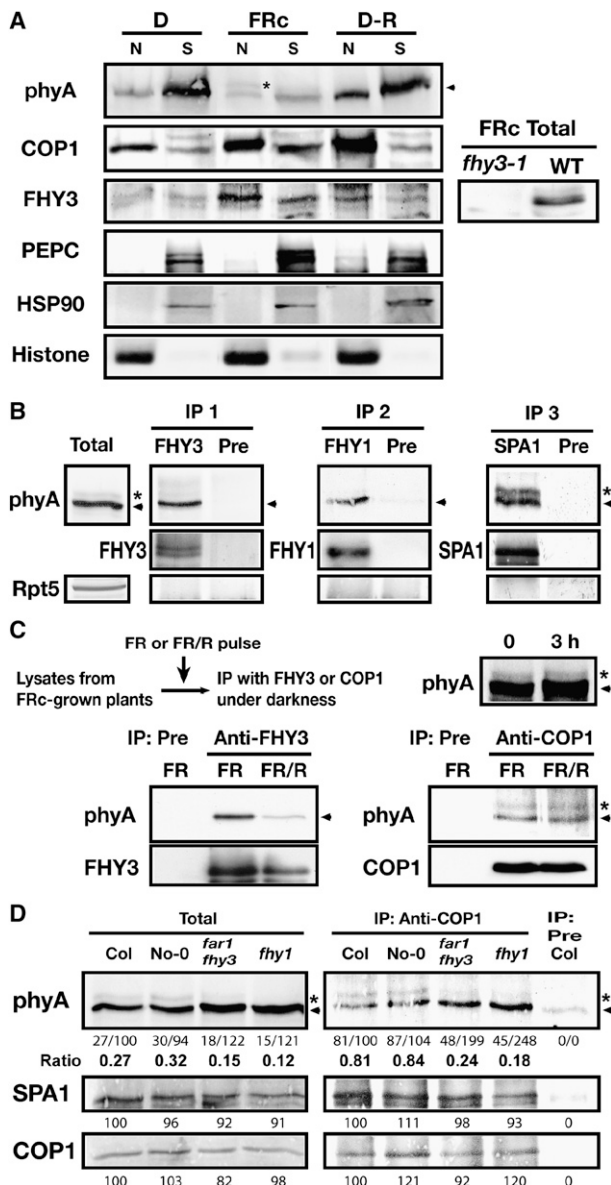 A
D FRc D-R
N S N S N S
phyA
*
COP1
FRc Total
fhy3-1 WT
FHY3
PEPC
HSP90
Histone
B
IP 1 IP 2 IP 3
Total FHY3 Pre FHY1 Pre SPA1 Pre
phyA * *
FHY3 FHY1 SPA1
Rpt5
C
FR or FR/R pulse
Lysates from FRc-grown plants
IP with FHY3 or COP1 under darkness
0 3 h
phyA *
IP: Pre Anti-FHY3 IP: Pre Anti-COP1
FR FR FR/R FR FR FR/R
phyA phyA *
FHY3 COP1
D
Total IP: Anti-COP1 IP: Pre
Col No-0 far1 fhy3 fhy1 Col No-0 far1 fhy3 fhy1 Col
phyA * *
27/100 30/94 18/122 15/121 81/100 87/104 48/199 45/248 0/0
Ratio 0.27 0.32 0.15 0.12 0.81 0.84 0.24 0.18
SPA1
100 96 92 91 100 111 98 93 0
COP1
100 103 82 98 100 121 92 120 0